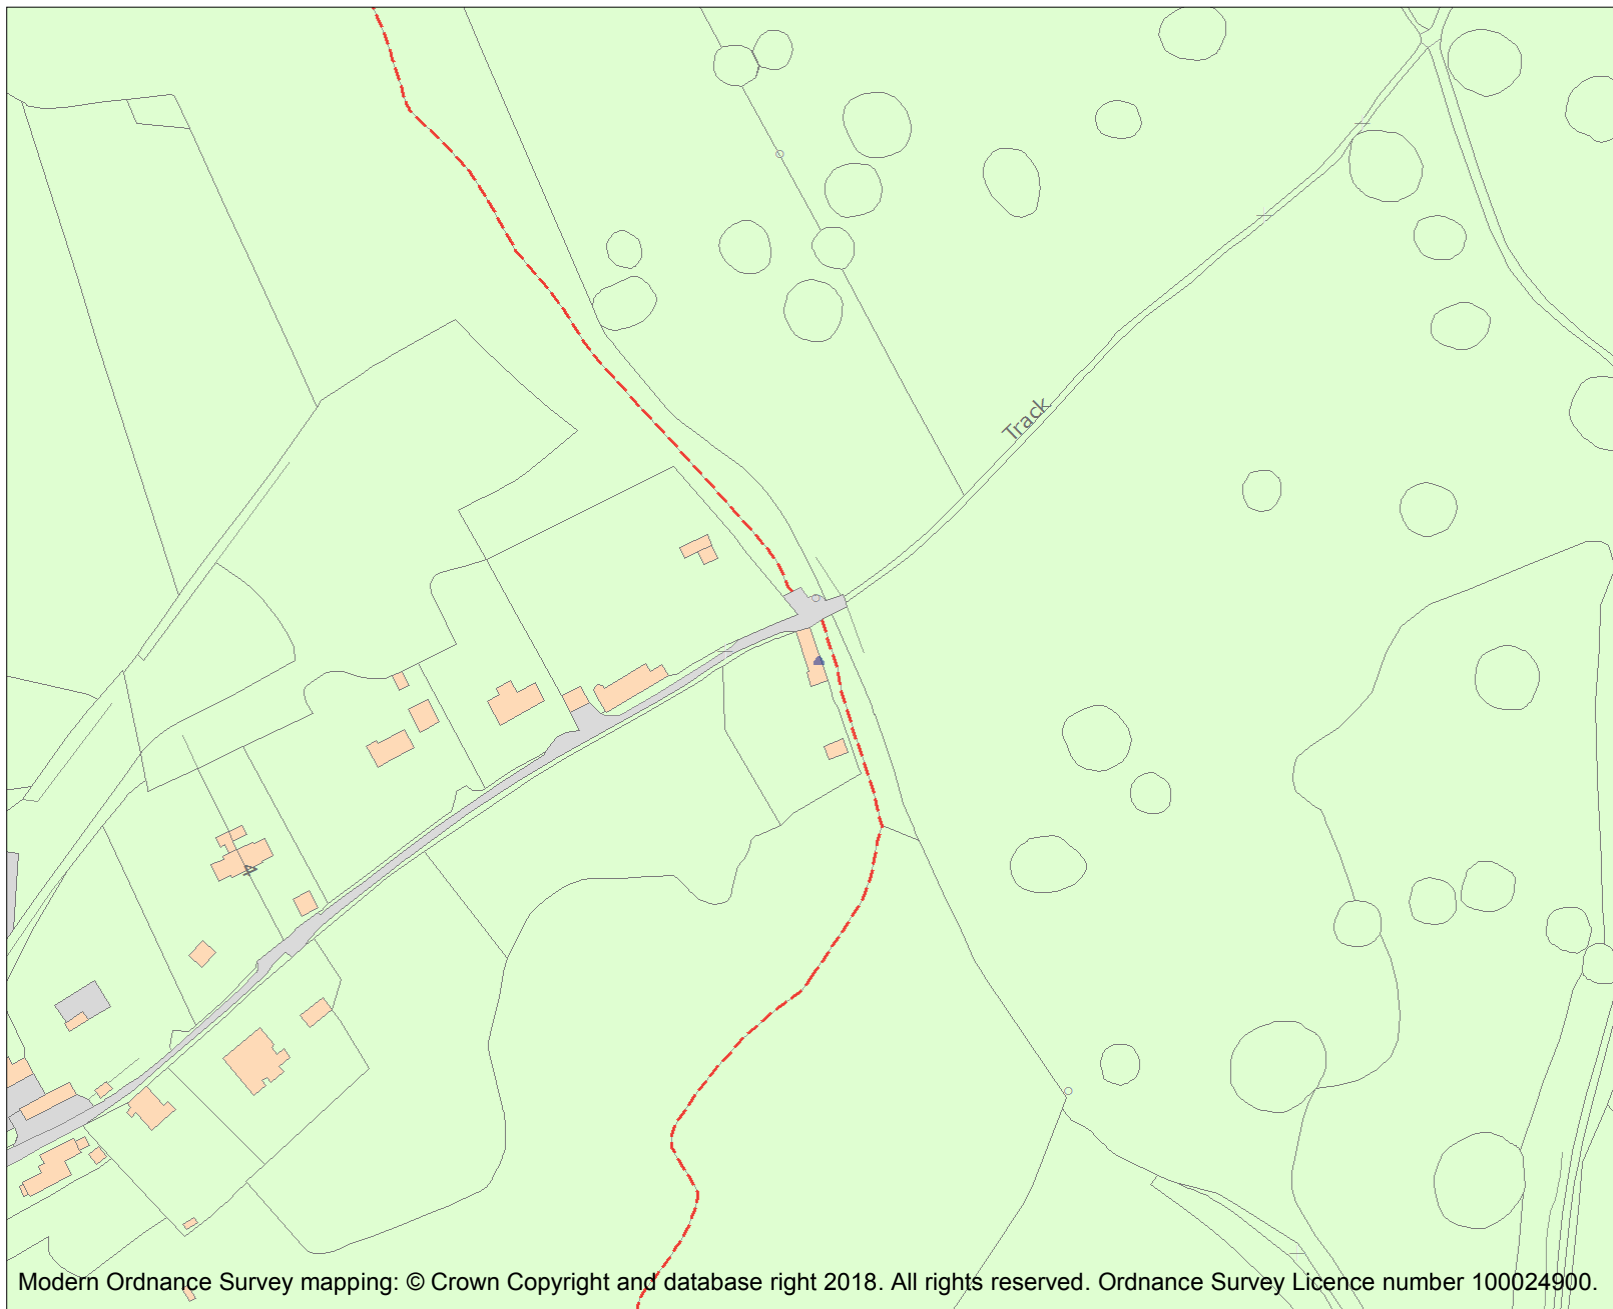 Track
4
Modern Ordnance Survey mapping: © Crown Copyright and database right 2018. All rights reserved. Ordnance Survey Licence number 100024900.